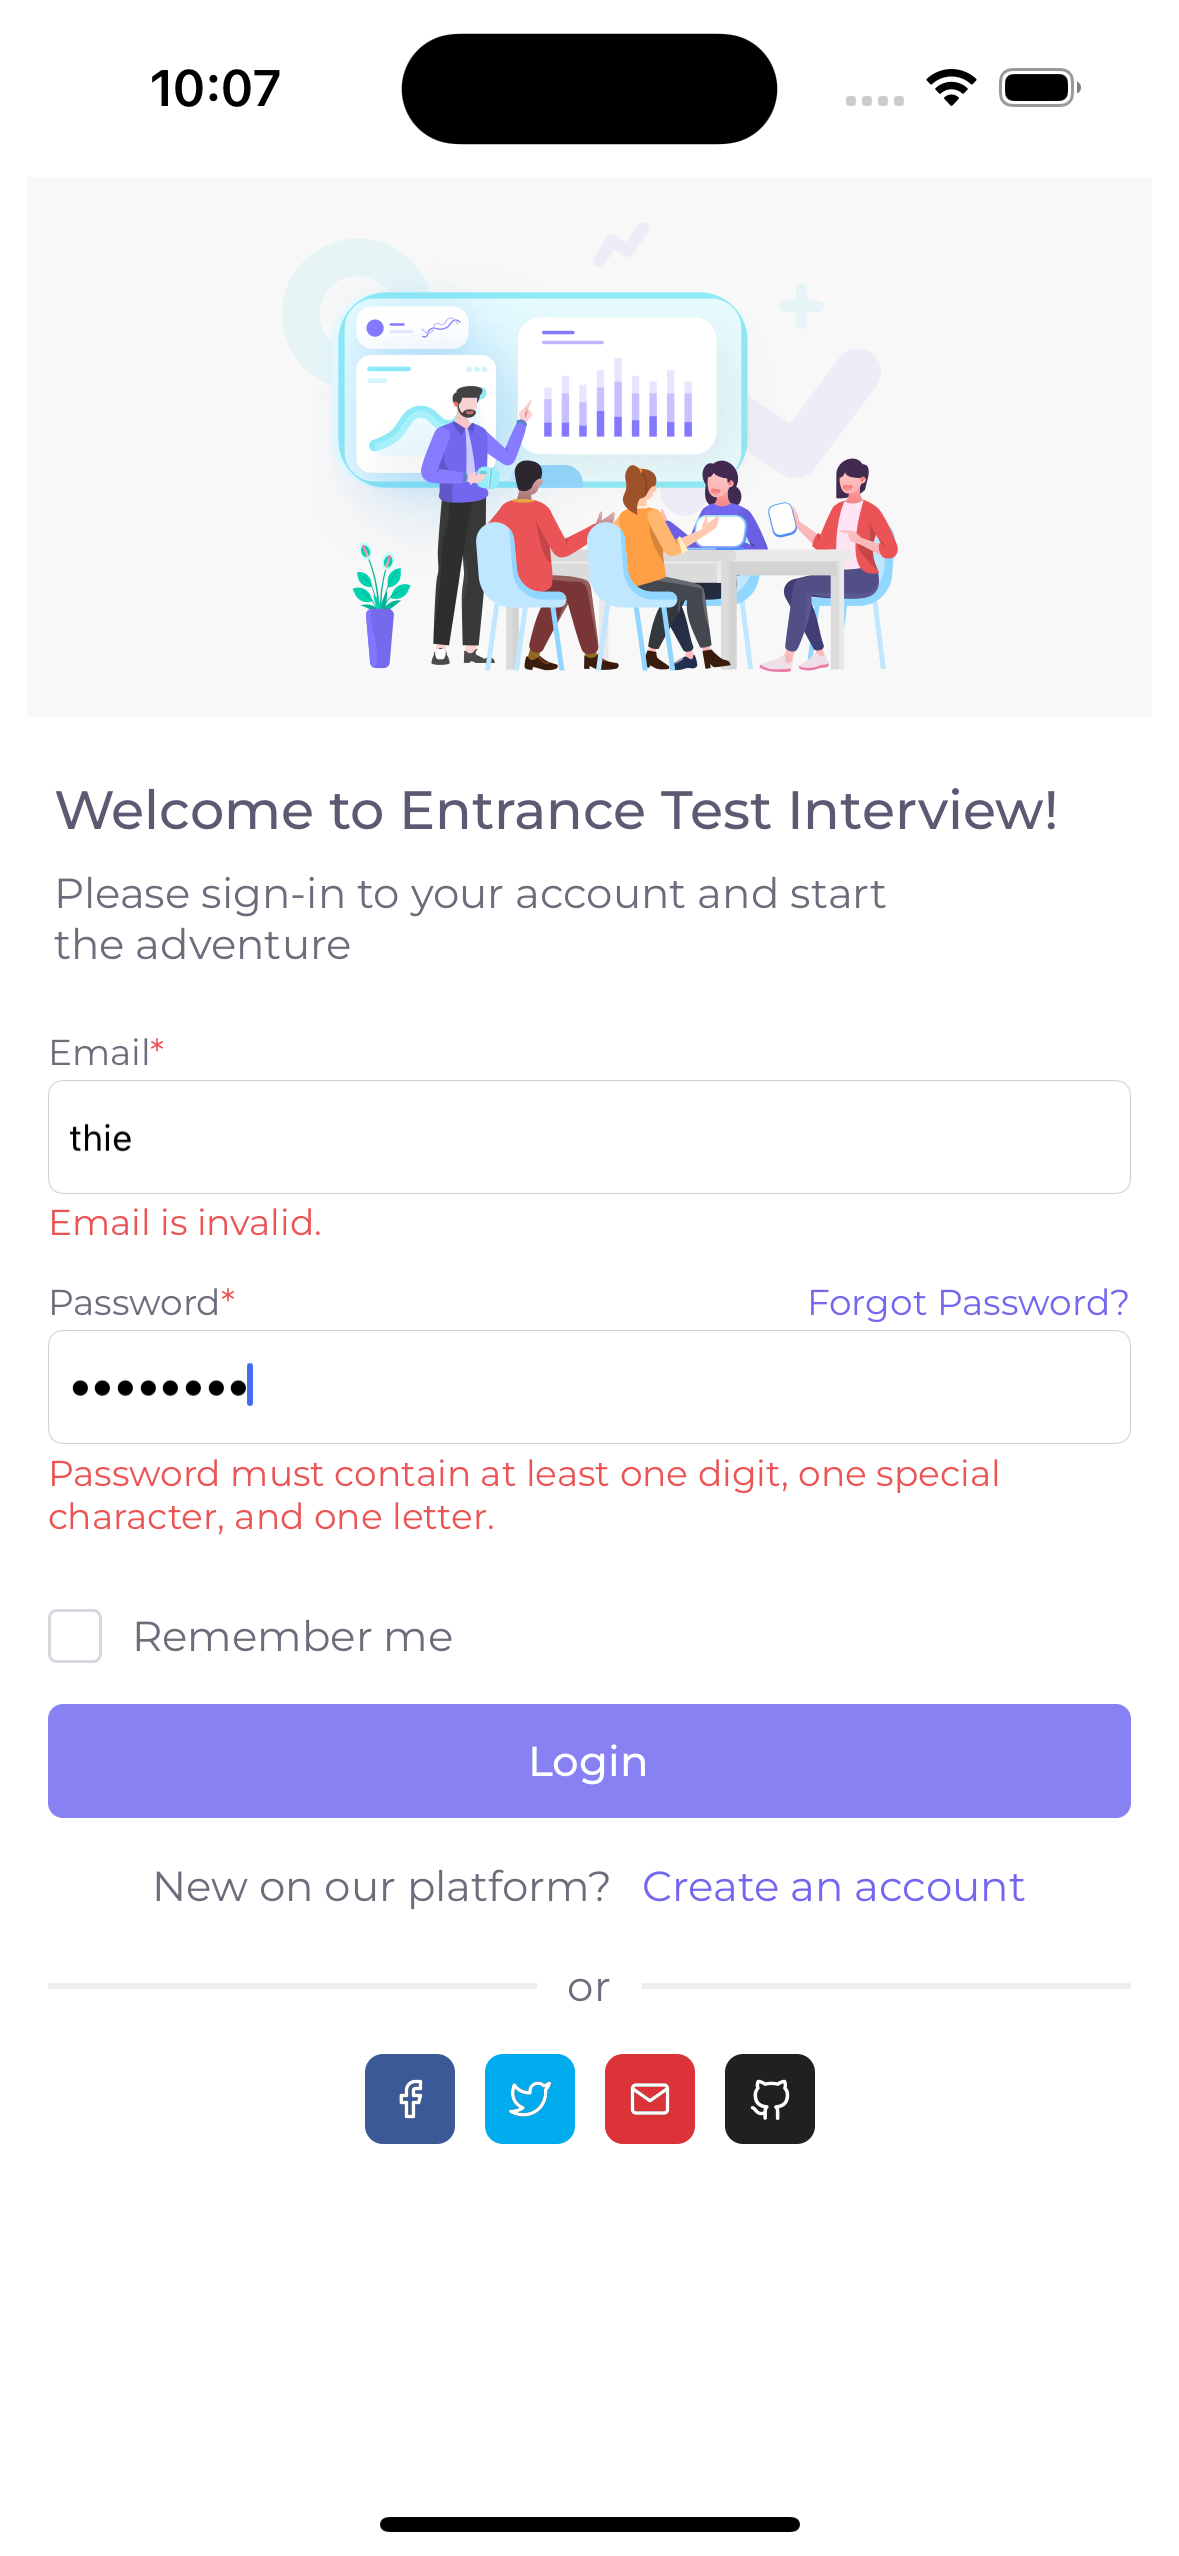 10:07
Welcome to Entrance Test Interview!
Please sign-in to your account and start
the adventure
Email*
thie
Email is invalid.
Password*
Forgot Password?
••••••••
Password must contain at least one digit, one special
character, and one letter.
Remember me
Login
New on our platform? Create an account
or